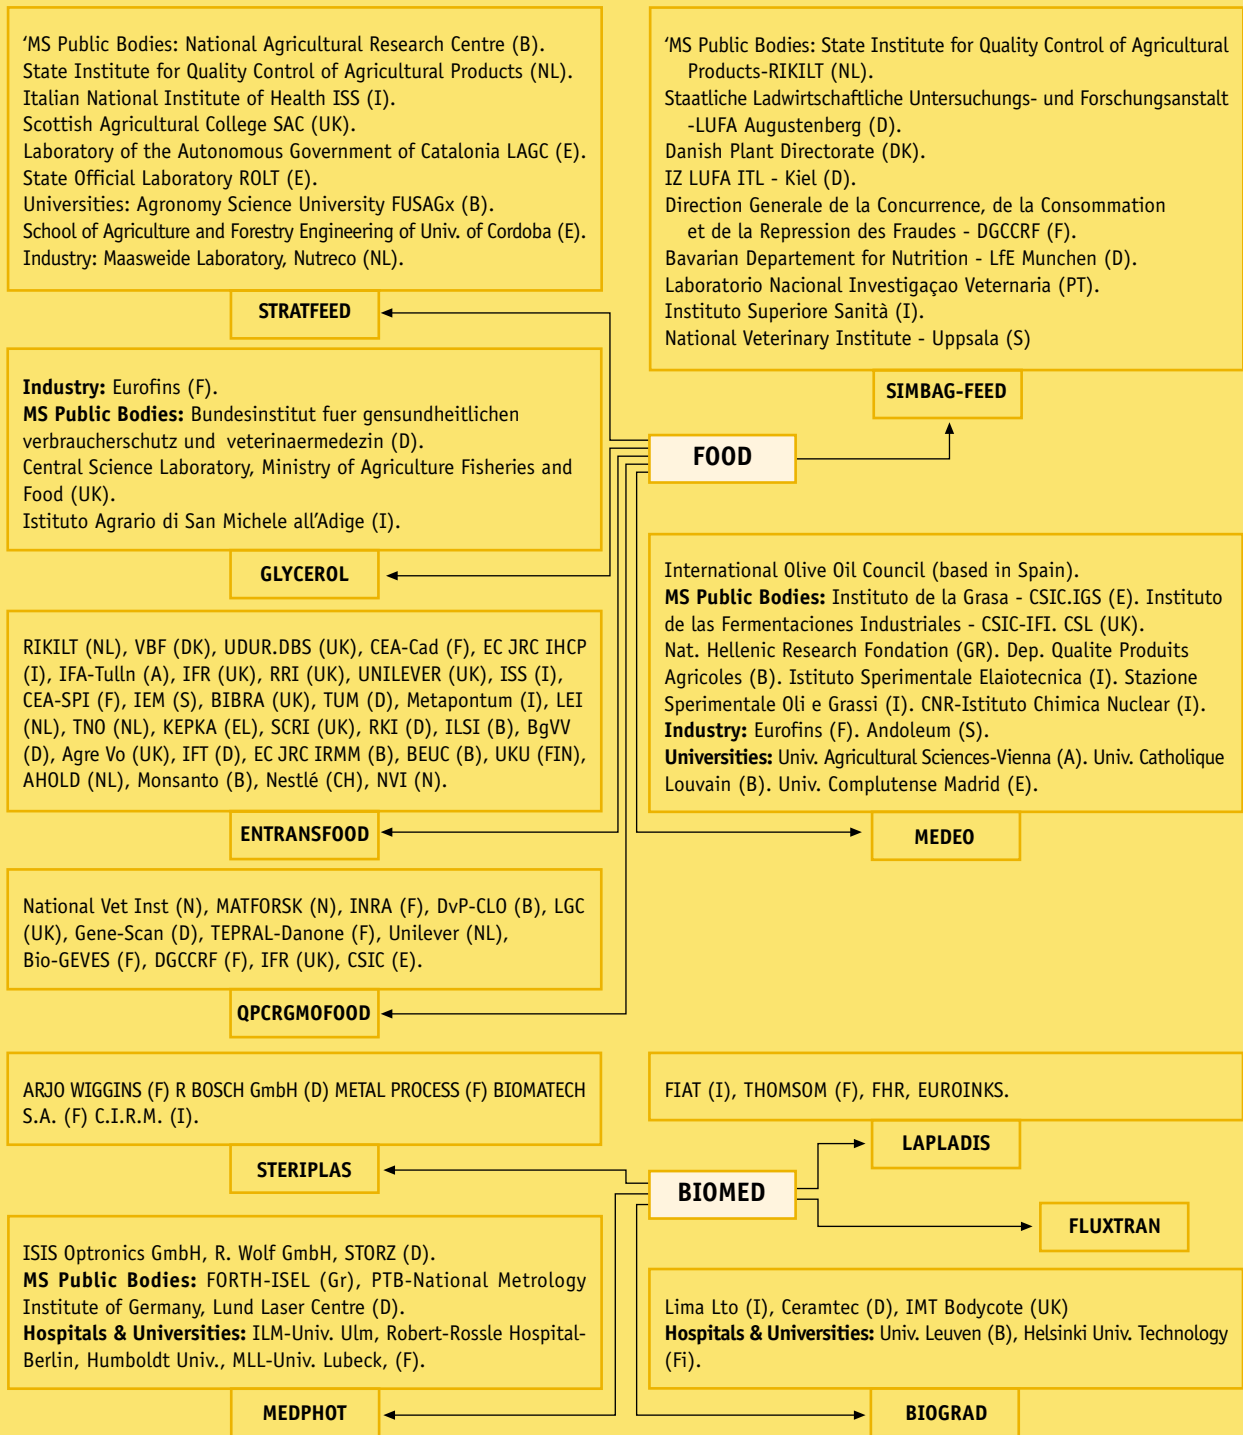 ‘MS Public Bodies: National Agricultural Research Centre (B).
State Institute for Quality Control of Agricultural Products (NL).
Italian National Institute of Health ISS (I).
Scottish Agricultural College SAC (UK).
Laboratory of the Autonomous Government of Catalonia LAGC (E).
State Official Laboratory ROLT (E).
Universities: Agronomy Science University FUSAGx (B).
School of Agriculture and Forestry Engineering of Univ. of Cordoba (E).
Industry: Maasweide Laboratory, Nutreco (NL).
STRATFEED
‘MS Public Bodies: State Institute for Quality Control of Agricultural
Products-RIKILT (NL).
Staatliche Ladwirtschaftliche Untersuchungs- und Forschungsanstalt
-LUFA Augustenberg (D).
Danish Plant Directorate (DK).
IZ LUFA ITL - Kiel (D).
Direction Generale de la Concurrence, de la Consommation
et de la Repression des Fraudes - DGCCRF (F).
Bavarian Departement for Nutrition - LfE Munchen (D).
Laboratorio Nacional Investigaçao Veternaria (PT).
Instituto Superiore Sanità (I).
National Veterinary Institute - Uppsala (S)
SIMBAG-FEED
Industry: Eurofins (F).
MS Public Bodies: Bundesinstitut fuer gensundheitlichen
verbraucherschutz und veterinaermedezin (D).
Central Science Laboratory, Ministry of Agriculture Fisheries and
Food (UK).
Istituto Agrario di San Michele all'Adige (I).
GLYCEROL
FOOD
RIKILT (NL), VBF (DK), UDUR.DBS (UK), CEA-Cad (F), EC JRC IHCP
(I), IFA-Tulln (A), IFR (UK), RRI (UK), UNILEVER (UK), ISS (I),
CEA-SPI (F), IEM (S), BIBRA (UK), TUM (D), Metapontum (I), LEI
(NL), TNO (NL), KEPKA (EL), SCRI (UK), RKI (D), ILSI (B), BgVV
(D), Agre Vo (UK), IFT (D), EC JRC IRMM (B), BEUC (B), UKU (FIN),
AHOLD (NL), Monsanto (B), Nestlé (CH), NVI (N).
ENTRANSFOOD
International Olive Oil Council (based in Spain).
MS Public Bodies: Instituto de la Grasa - CSIC.IGS (E). Instituto
de las Fermentaciones Industriales - CSIC-IFI. CSL (UK).
Nat. Hellenic Research Fondation (GR). Dep. Qualite Produits
Agricoles (B). Istituto Sperimentale Elaiotecnica (I). Stazione
Sperimentale Oli e Grassi (I). CNR-Istituto Chimica Nuclear (I).
Industry: Eurofins (F). Andoleum (S).
Universities: Univ. Agricultural Sciences-Vienna (A). Univ. Catholique
Louvain (B). Univ. Complutense Madrid (E).
MEDEO
National Vet Inst (N), MATFORSK (N), INRA (F), DvP-CLO (B), LGC
(UK), Gene-Scan (D), TEPRAL-Danone (F), Unilever (NL),
Bio-GEVES (F), DGCCRF (F), IFR (UK), CSIC (E).
QPCRGMOFOOD
ARJO WIGGINS (F) R BOSCH GmbH (D) METAL PROCESS (F) BIOMATECH
S.A. (F) C.I.R.M. (I).
STERIPLAS
FIAT (I), THOMSOM (F), FHR, EUROINKS.
LAPLADIS
BIOMED
FLUXTRAN
ISIS Optronics GmbH, R. Wolf GmbH, STORZ (D).
MS Public Bodies: FORTH-ISEL (Gr), PTB-National Metrology
Institute of Germany, Lund Laser Centre (D).
Hospitals & Universities: ILM-Univ. Ulm, Robert-Rossle Hospital-
Berlin, Humboldt Univ., MLL-Univ. Lubeck, (F).
MEDPHOT
Lima Lto (I), Ceramtec (D), IMT Bodycote (UK)
Hospitals & Universities: Univ. Leuven (B), Helsinki Univ. Technology
(Fi).
BIOGRAD